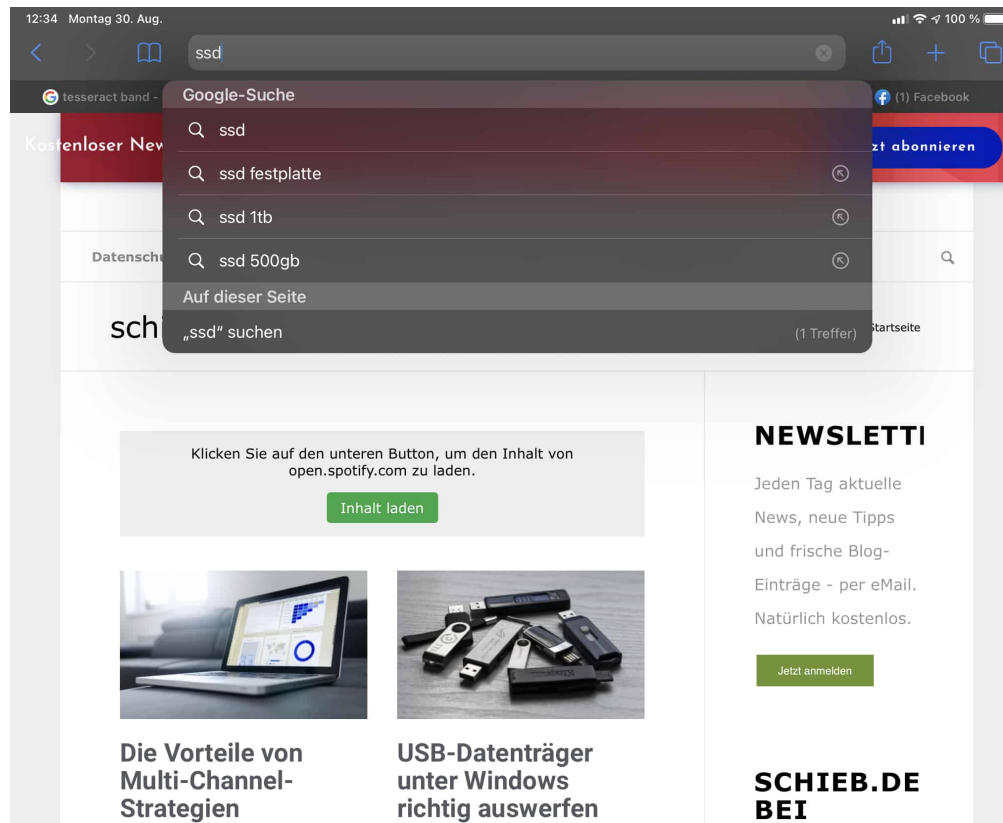 12:34 Montag 30. Aug.
100 %
ssd
tesseract band -
(1) Facebook
Google-Suche
ssd
ssd festplatte
ssd 1tb
ssd 500gb
Auf dieser Seite
„ssd“ suchen
(1 Treffer)
Kostenloser New
zt abonnieren
Datenschu
schi
Startseite
Klicken Sie auf den unteren Button, um den Inhalt von
open.spotify.com zu laden.
Inhalt laden
Die Vorteile von
Multi-Channel-
Strategien
USB-Datenträger
unter Windows
richtig auswerfen
NEWSLETTI
Jeden Tag aktuelle
News, neue Tipps
und frische Blog-
Einträge - per eMail.
Natürlich kostenlos.
Jetzt anmelden
SCHIEB.DE
BEI